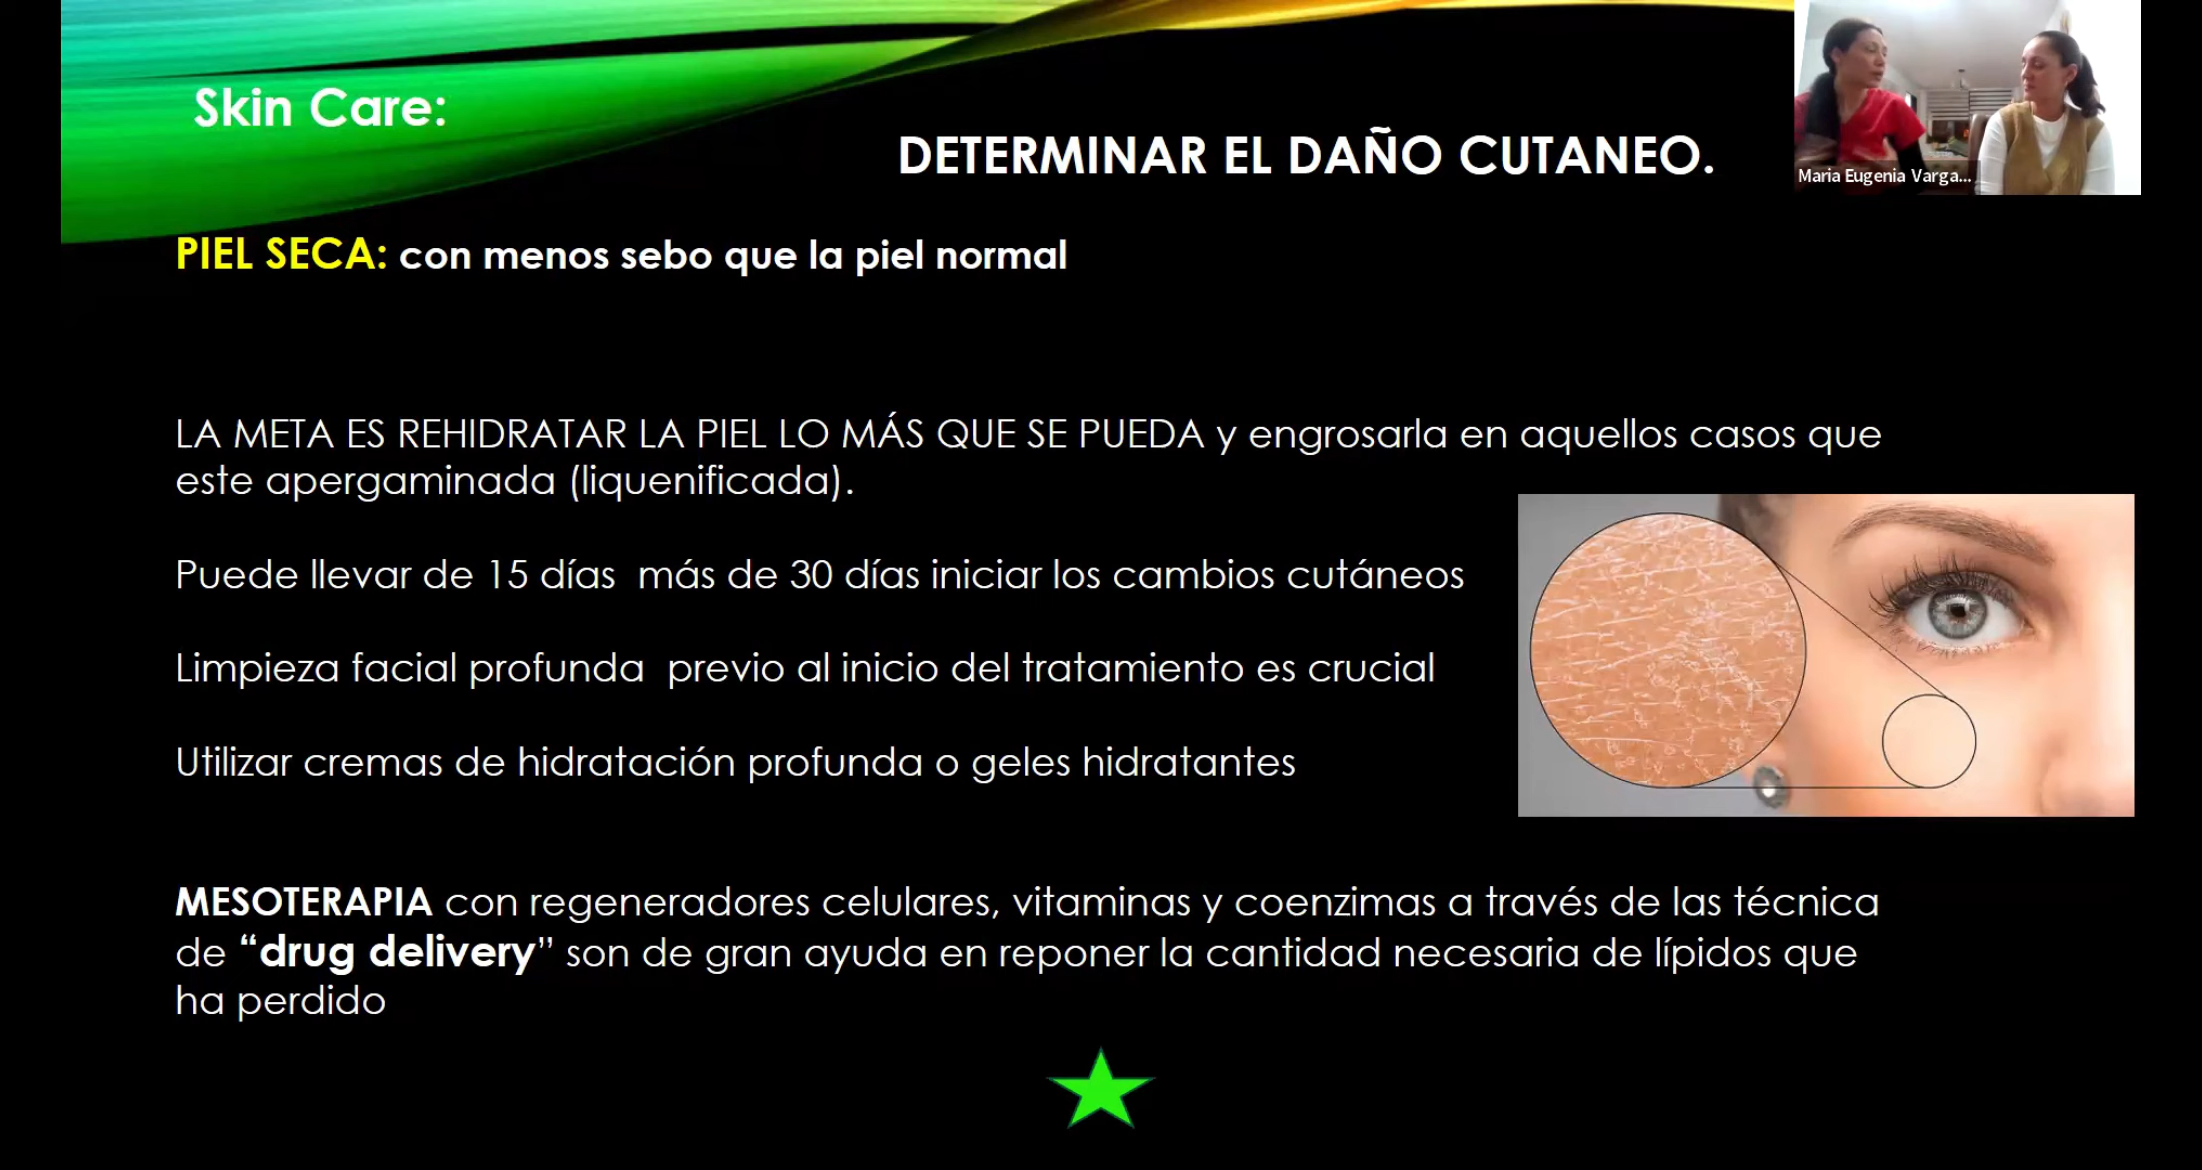 Skin Care:
DETERMINAR EL DAÑO CUTANEO.
Maria Eugenia Varga...
PIEL SECA: con menos sebo que la piel normal
LA META ES REHIDRATAR LA PIEL LO MÁS QUE SE PUEDA y engrosarla en aquellos casos que
este apergaminada (liquenificada).
Puede llevar de 15 días  más de 30 días iniciar los cambios cutáneos
Limpieza facial profunda  previo al inicio del tratamiento es crucial
Utilizar cremas de hidratación profunda o geles hidratantes
MESOTERAPIA con regeneradores celulares, vitaminas y coenzimas a través de las técnica
de “drug delivery” son de gran ayuda en reponer la cantidad necesaria de lípidos que
ha perdido